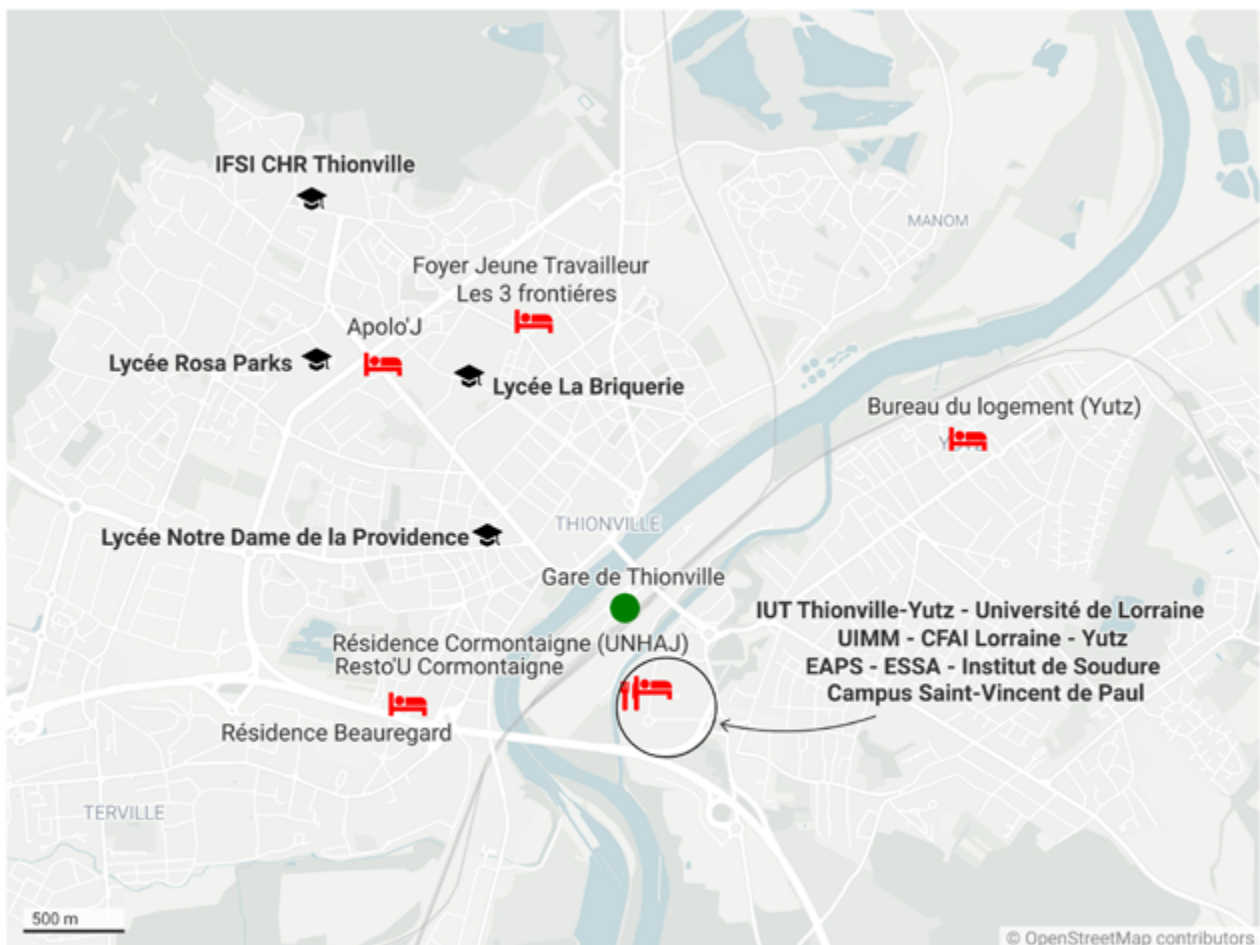 IFSI CHR Thionville
MANOM
Foyer Jeune Travailleur
Les 3 frontiéres
Apolo'J
Lycée Rosa Parks
Lycée La Briquerie
Bureau du logement (Yutz)
THIONVILLE
Lycée Notre Dame de la Providence
Gare de Thionville
IUT Thionville-Yutz - Université de Lorraine
UIMM - CFAI Lorraine - Yutz
EAPS - ESSA - Institut de Soudure
Campus Saint-Vincent de Paul
Résidence Cormontaigne (UNHAJ)
Resto'U Cormontaigne
Résidence Beauregard
TERVILLE
500 m
© OpenStreetMap contributors